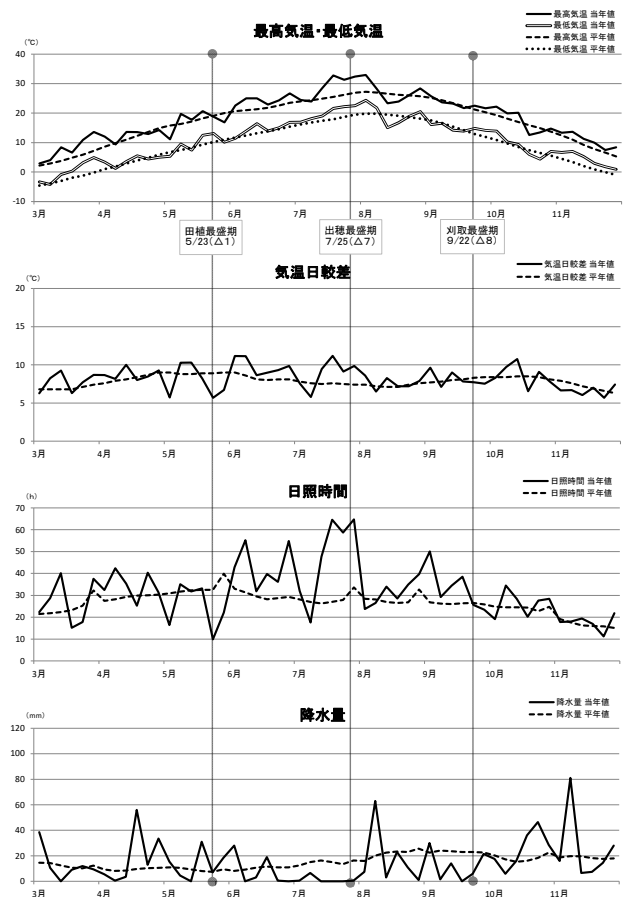 最高気温・最低気温
(℃)
最高気温 当年値
最低気温 当年値
最高気温 平年値
最低気温 平年値
40
30
20
10
0
-10
3月 4月 5月 6月 7月 8月 9月 10月 11月
田植最盛期
5/23(△1)
出穂最盛期
7/25(△7)
刈取最盛期
9/22(△8)
気温日較差
(℃)
気温日較差 当年値
気温日較差 平年値
20
15
10
5
0
3月 4月 5月 6月 7月 8月 9月 10月 11月
日照時間
(h)
日照時間 当年値
日照時間 平年値
70
60
50
40
30
20
10
0
3月 4月 5月 6月 7月 8月 9月 10月 11月
降水量
(mm)
降水量 当年値
降水量 平年値
120
100
80
60
40
20
0
3月 4月 5月 6月 7月 8月 9月 10月 11月